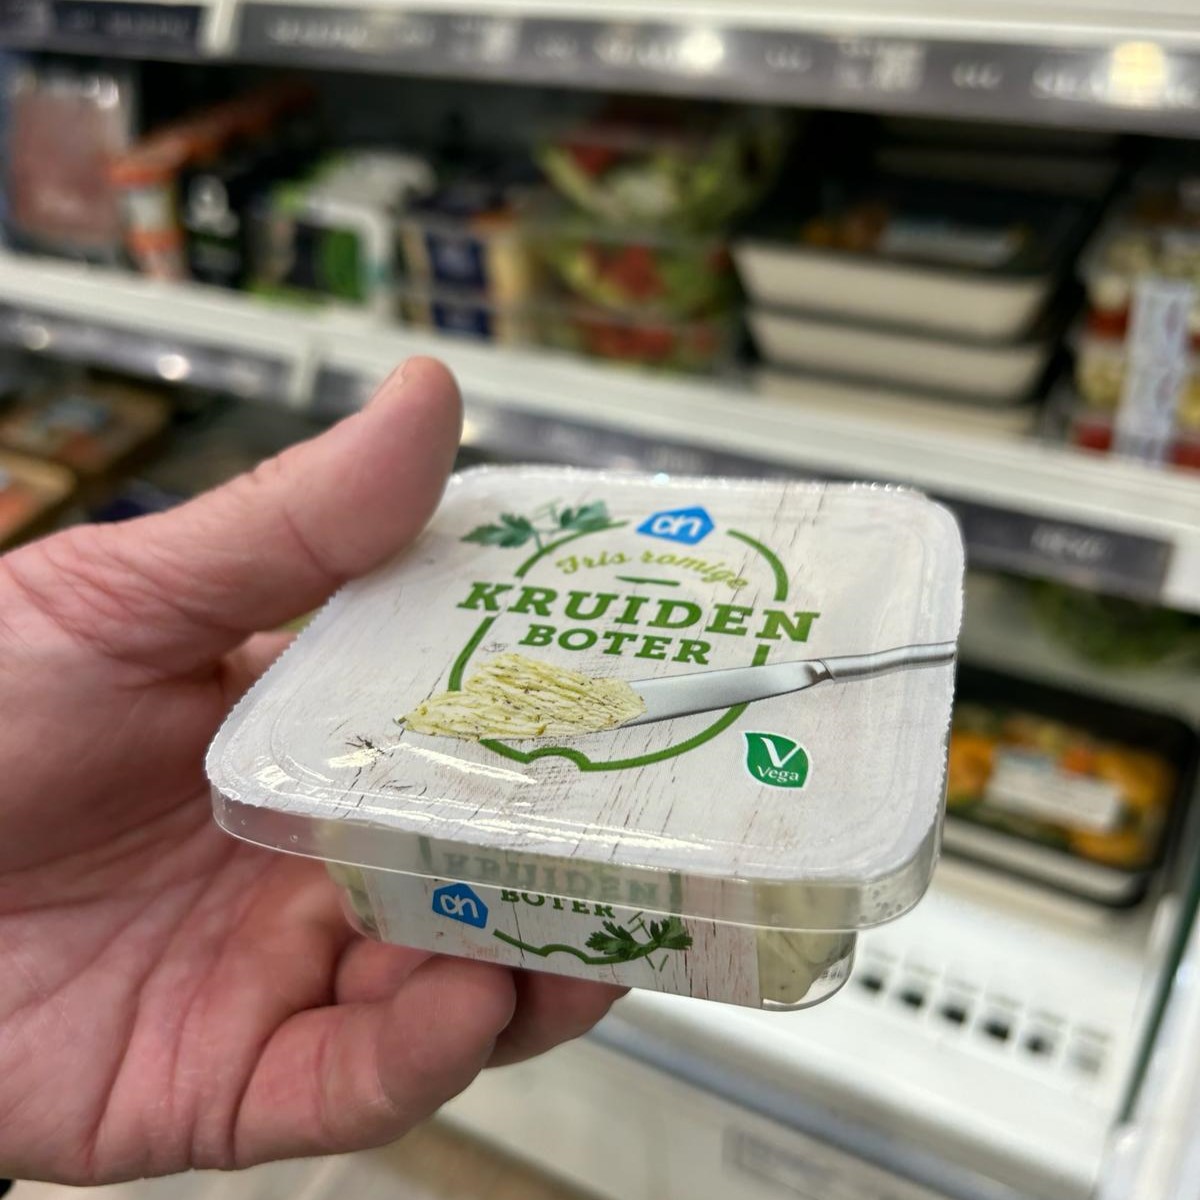 ah
Fris romige
KRUIDEN
BOTER
V
Vega
KRUIDEN
ah
BOTER